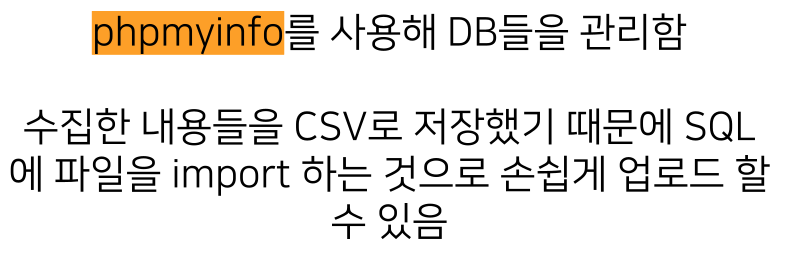 phpmyinfo를 사용해 DB들을 관리함
수집한 내용들을 CSV로 저장했기 때문에 SQL
에 파일을 import 하는 것으로 손쉽게 업로드 할
수 있음